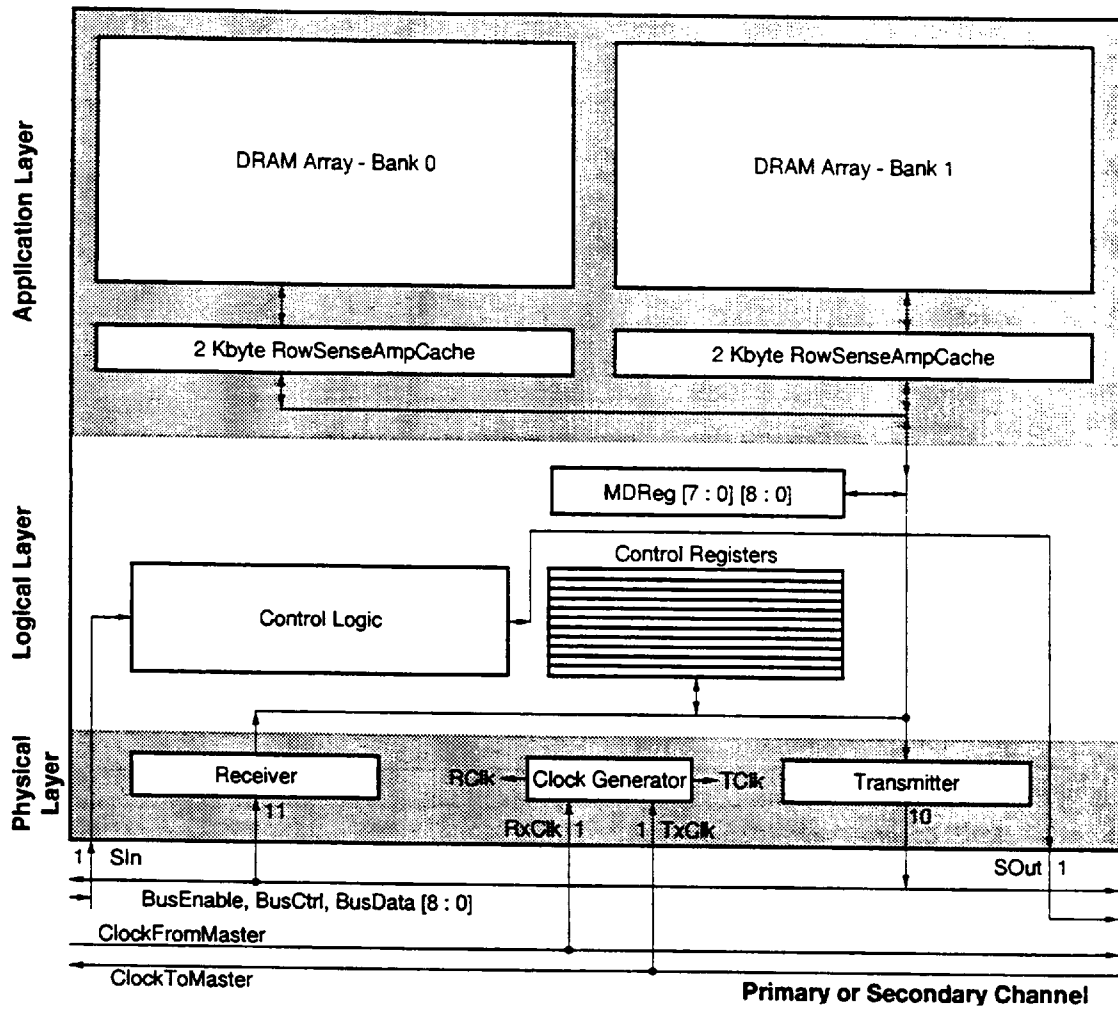 Application Layer
DRAM Array - Bank 0
DRAM Array - Bank 1
2 Kbyte RowSenseAmpCache
2 Kbyte RowSenseAmpCache
Logical Layer
MDReg [7 : 0] [8 : 0]
Control Registers
Control Logic
Physical
Layer
Receiver
RClk
Clock Generator
TClk
Transmitter
11
RxClk 1
1 TxClk
10
1 SIn
SOut 1
BusEnable, BusCtrl, BusData [8 : 0]
ClockFromMaster
ClockToMaster
Primary or Secondary Channel